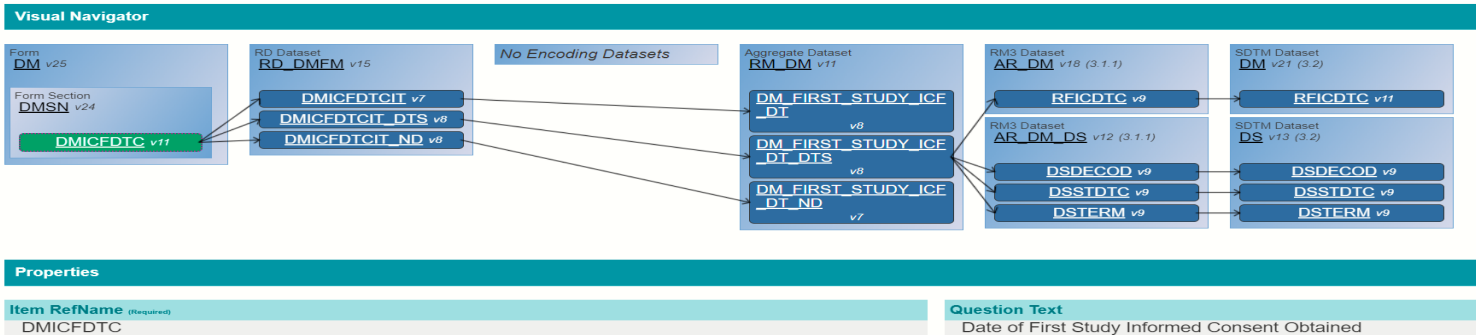 Visual Navigator
Form
DM v25
Form Section
DMSN v24
DMICFDTC v11
RD Dataset
RD_DMFM v15
DMICFDTCIT v7
DMICFDTCIT_DTS v8
DMICFDTCIT_ND v8
No Encoding Datasets
Aggregate Dataset
RM_DM v11
DM_FIRST_STUDY_ICF
_DT
v8
DM_FIRST_STUDY_ICF
_DT_DTS
v8
DM_FIRST_STUDY_ICF
_DT_ND
v7
RM3 Dataset
AR_DM v18 (3.1.1)
RFICDTC v9
RM3 Dataset
AR_DM_DS v12 (3.1.1)
DSDECOD v9
DSSTDTC v9
DSTERM v9
SDTM Dataset
DM v21 (3.2)
RFICDTC v11
SDTM Dataset
DS v13 (3.2)
DSDECOD v9
DSSTDTC v9
DSTERM v9
Properties
Item RefName (Required)
DMICFDTC
Question Text
Date of First Study Informed Consent Obtained